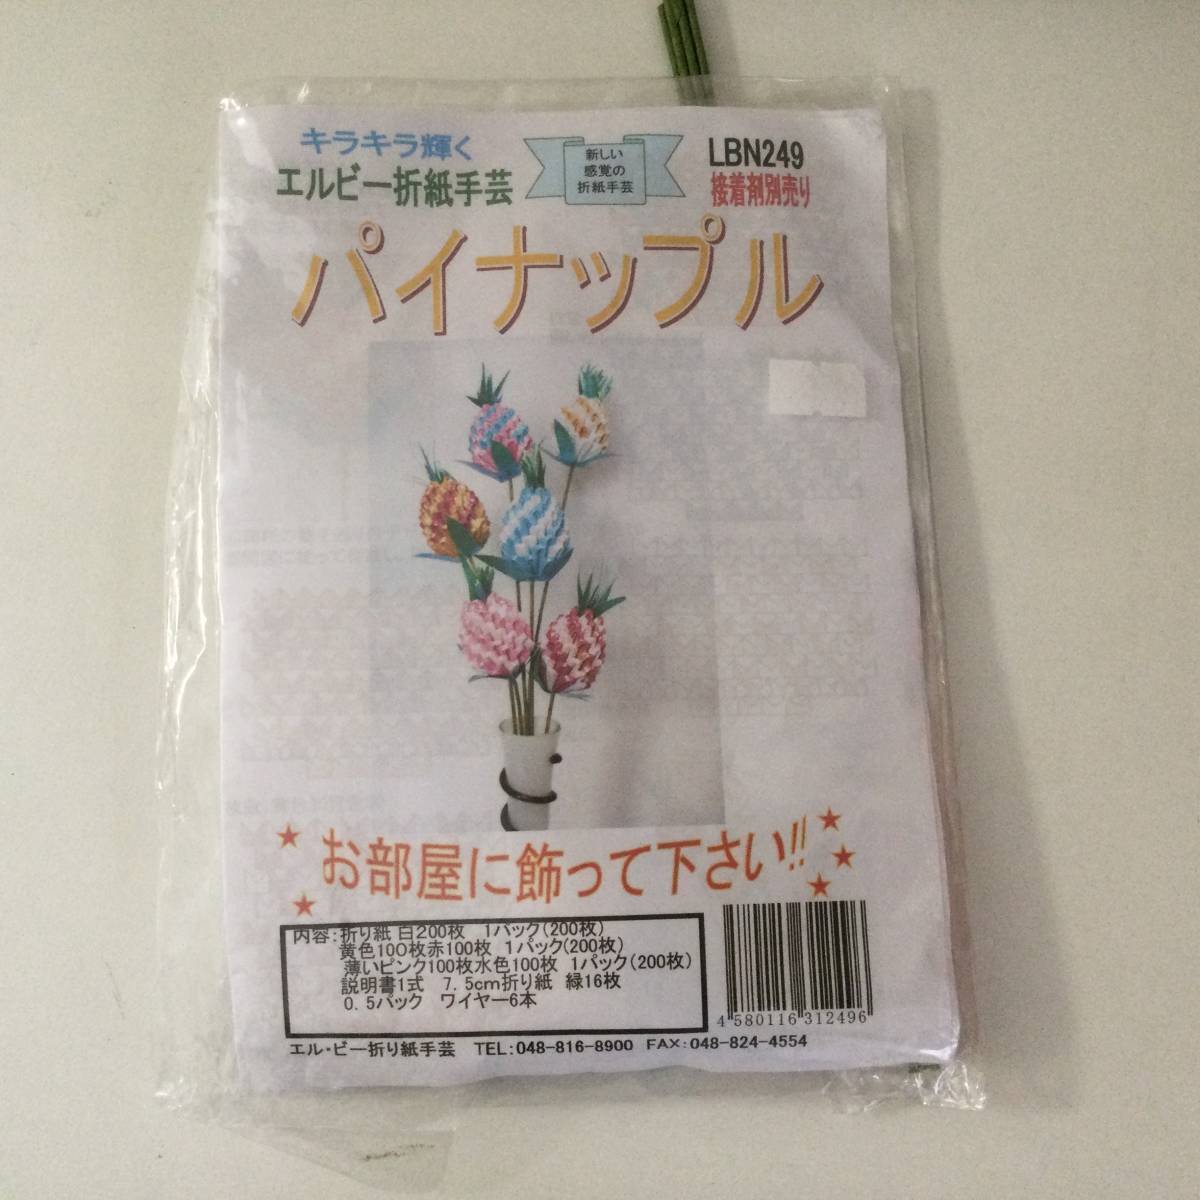 キラキラ輝く
エルビー折紙手芸
新しい
感覚の
折紙手芸
LBN249
接着剤別売り
パイナップル
お部屋に飾って下さい!!
内容:折り紙 白200枚 1パック(200枚)
黄色100枚赤100枚 1パック(200枚)
薄いピンク100枚水色100枚 1パック(200枚)
説明書1式 7.5cm折り紙 緑16枚
0.5パック ワイヤー6本
4 580116 312496
エル・ビー折り紙手芸 TEL:048-816-8900 FAX:048-824-4554